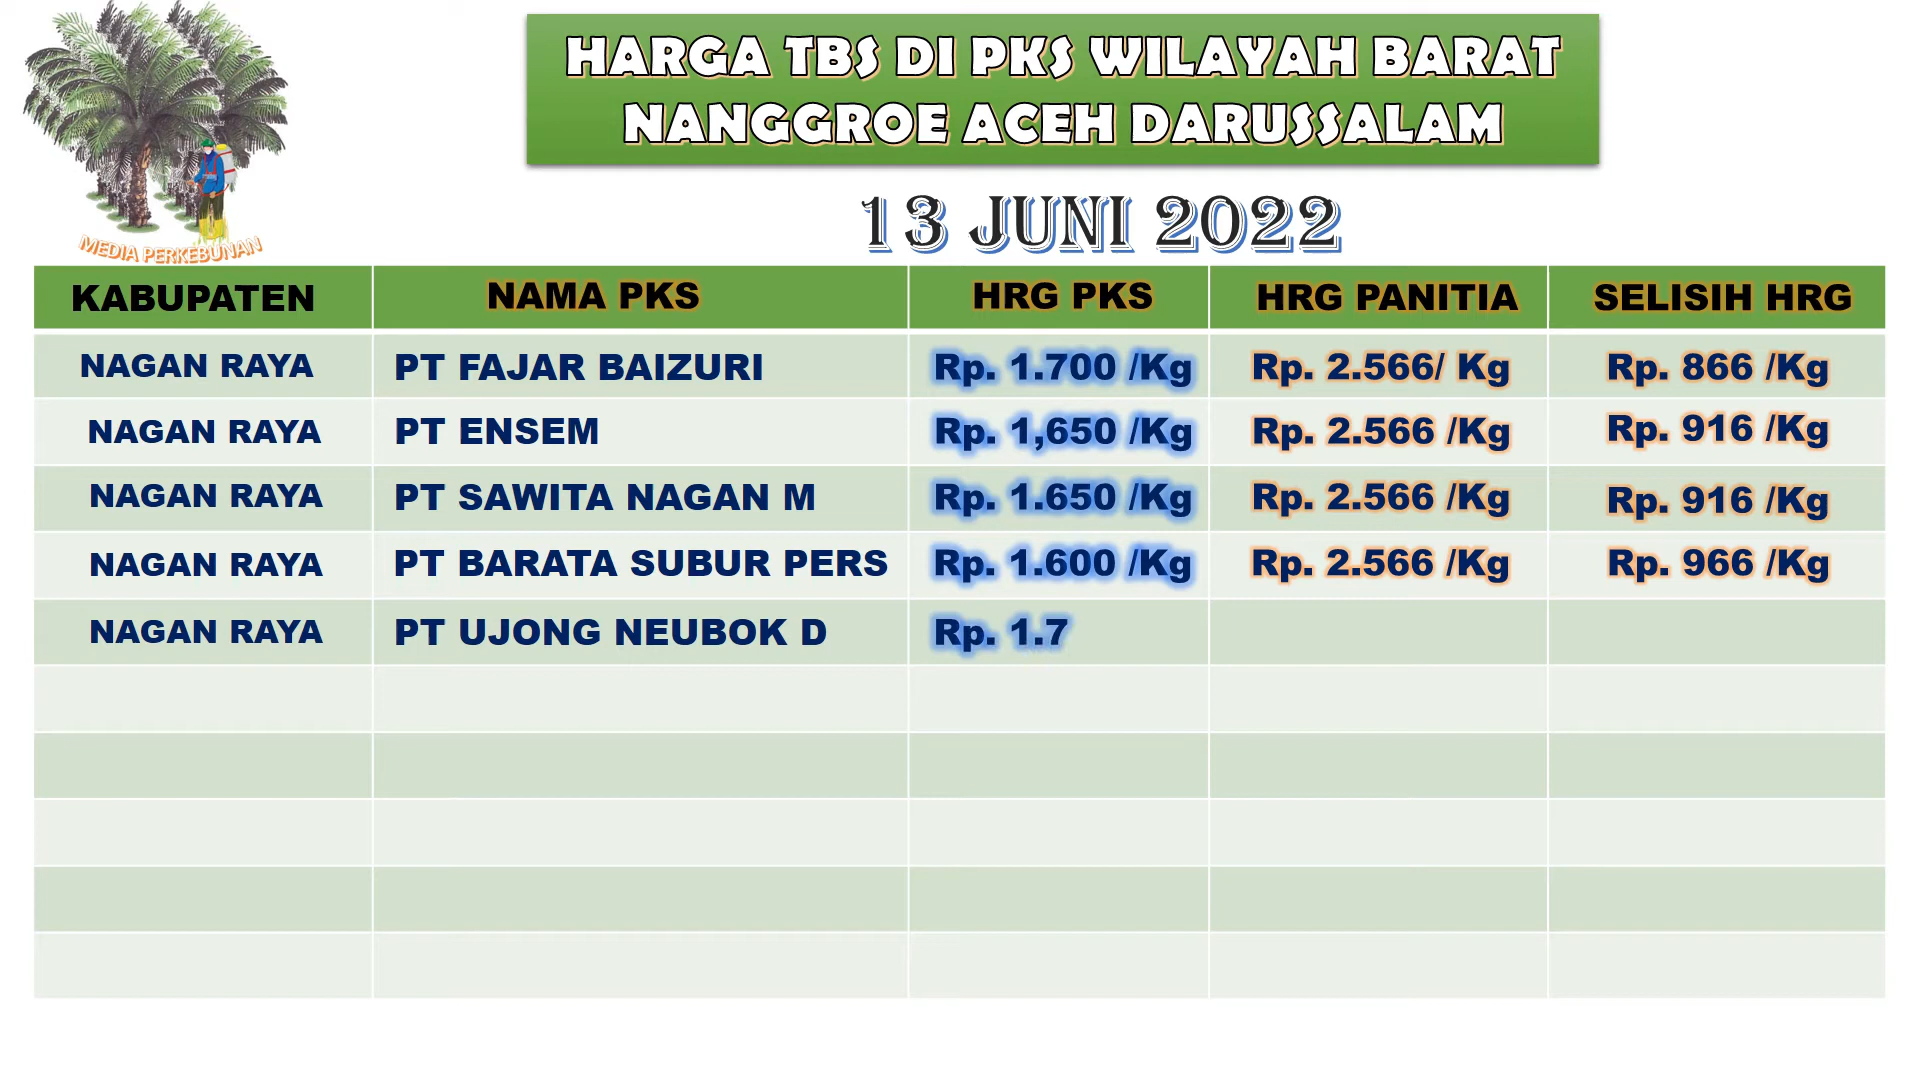 HARGA TBS DI PKS WILAYAH BARAT
NANGGROE ACEH DARUSSALAM
13 JUNI 2022
MEDIA PERKEBUNAN
KABUPATEN NAMA PKS HRG PKS HRG PANITIA SELISIH HRG
NAGAN RAYA PT FAJAR BAIZURI Rp. 1.700 /Kg Rp. 2.566/ Kg Rp. 866 /Kg
NAGAN RAYA PT ENSEM Rp. 1,650 /Kg Rp. 2.566 /Kg Rp. 916 /Kg
NAGAN RAYA PT SAWITA NAGAN M Rp. 1.650 /Kg Rp. 2.566 /Kg Rp. 916 /Kg
NAGAN RAYA PT BARATA SUBUR PERS Rp. 1.600 /Kg Rp. 2.566 /Kg Rp. 966 /Kg
NAGAN RAYA PT UJONG NEUBOK D Rp. 1.7